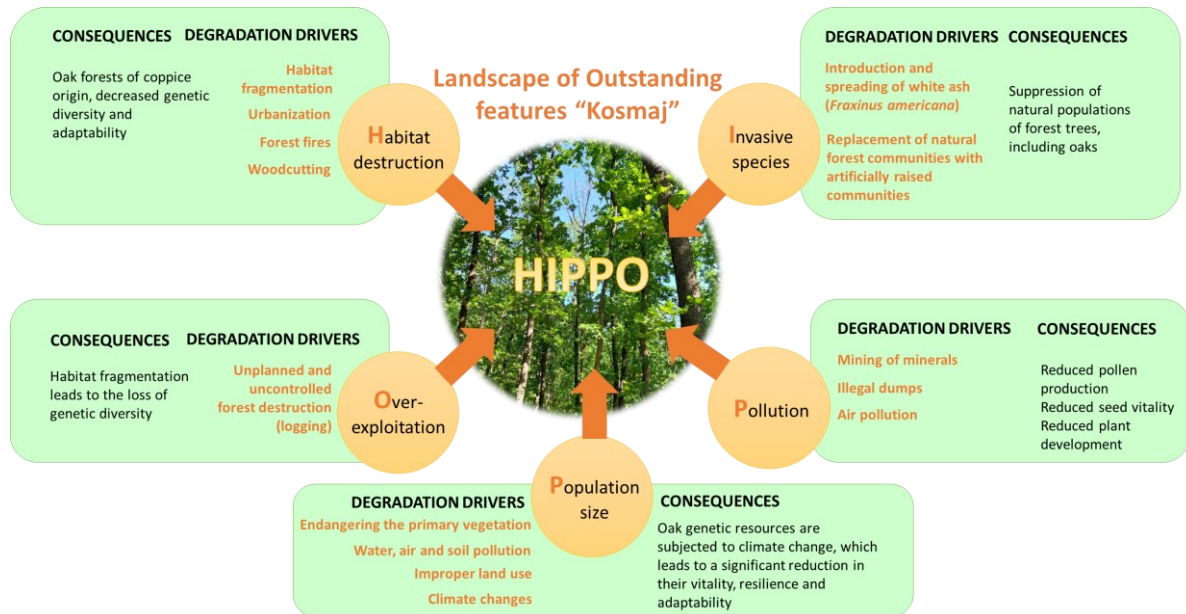 Landscape of Outstanding
features “Kosmaj”
HIPPO
CONSEQUENCES
Oak forests of coppice
origin, decreased genetic
diversity and
adaptability
DEGRADATION DRIVERS
Habitat
fragmentation
Urbanization
Forest fires
Woodcutting
Habitat
destruction
Invasive
species
DEGRADATION DRIVERS
Introduction and
spreading of white ash
(Fraxinus americana)
Replacement of natural
forest communities with
artificially raised
communities
CONSEQUENCES
Suppression of
natural populations
of forest trees,
including oaks
CONSEQUENCES
Habitat fragmentation
leads to the loss of
genetic diversity
DEGRADATION DRIVERS
Unplanned and
uncontrolled
forest destruction
(logging)
Over-
exploitation
Pollution
DEGRADATION DRIVERS
Mining of minerals
Illegal dumps
Air pollution
CONSEQUENCES
Reduced pollen
production
Reduced seed vitality
Reduced plant
development
DEGRADATION DRIVERS
Endangering the primary vegetation
Water, air and soil pollution
Improper land use
Climate changes
Population
size
CONSEQUENCES
Oak genetic resources are
subjected to climate change, which
leads to a significant reduction in
their vitality, resilience and
adaptability